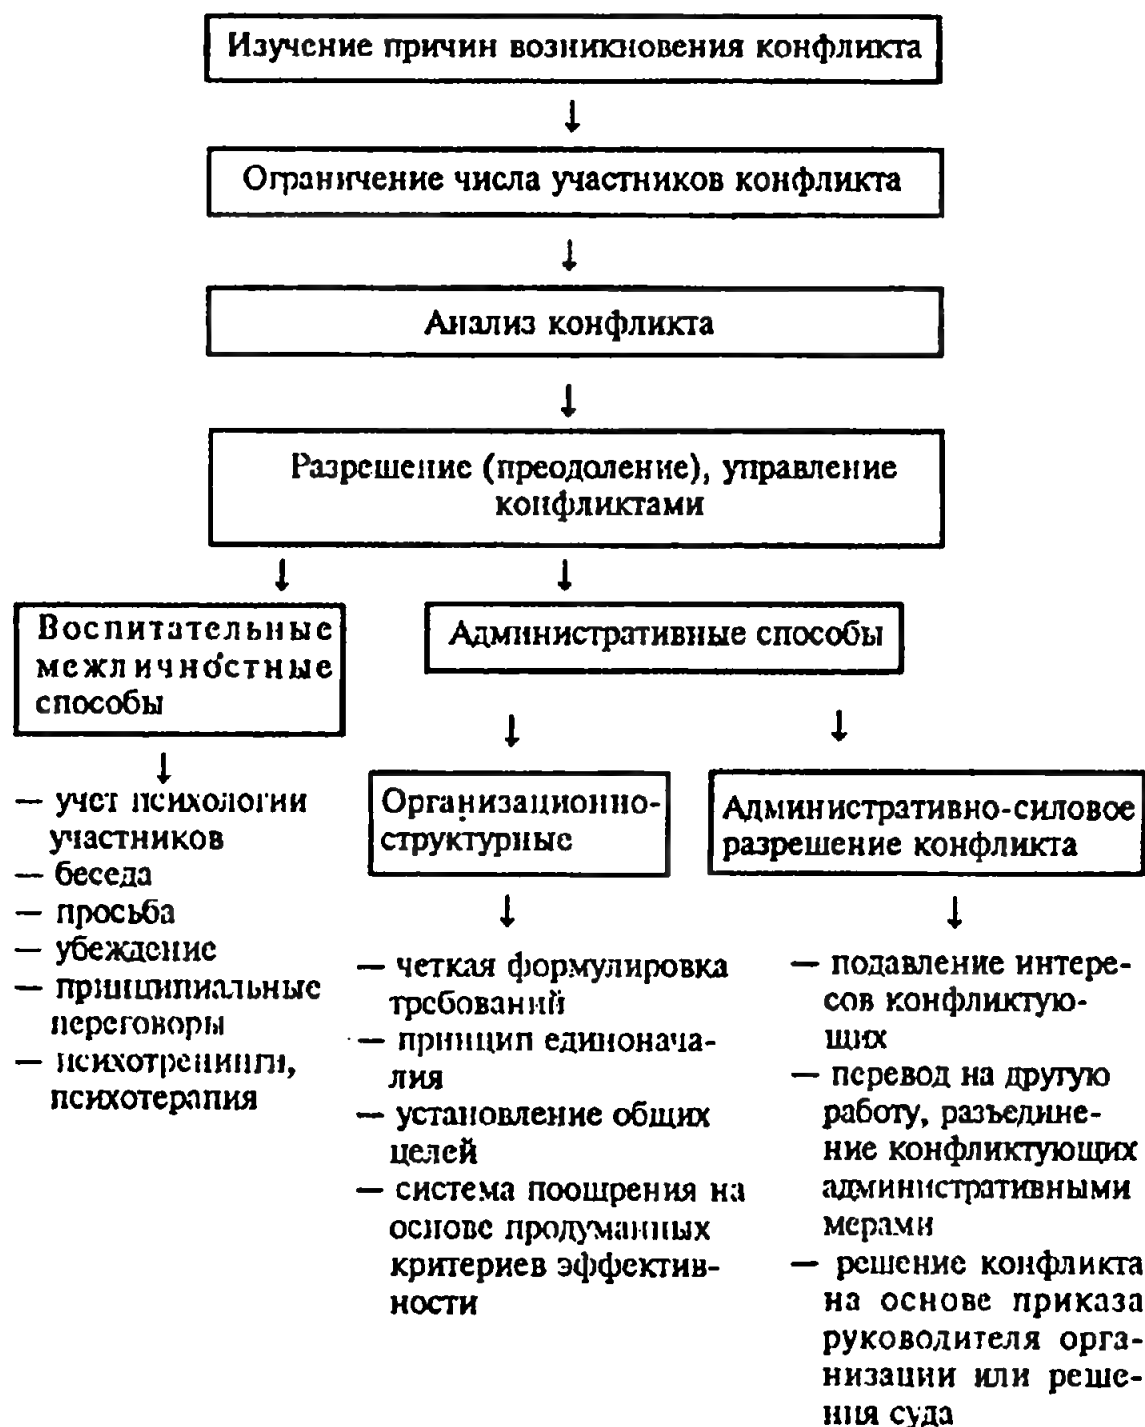 Изучение причин возникновения конфликта
↓
Ограничение числа участников конфликта
↓
Анализ конфликта
↓
Разрешение (преодоление), управление
конфликтами
↓ ↓
Воспитательные
межличностные
способы
Административные способы
↓ ↓
↓
— учет психологии
участников
— беседа
— просьба
— убеждение
— принципиальные
переговоры
— психотренинги,
психотерапия
Организационно-
структурные
↓
— четкая формулировка
требований
— принцип единонача-
лия
— установление общих
целей
— система поощрения на
основе продуманных
критериев эффектив-
ности
Административно-силовое
разрешение конфликта
↓
— подавление интере-
сов конфликтую-
щих
— перевод на другую
работу, разъедине-
ние конфликтующих
административными
мерами
— решение конфликта
на основе приказа
руководителя орга-
низации или реше-
ния суда